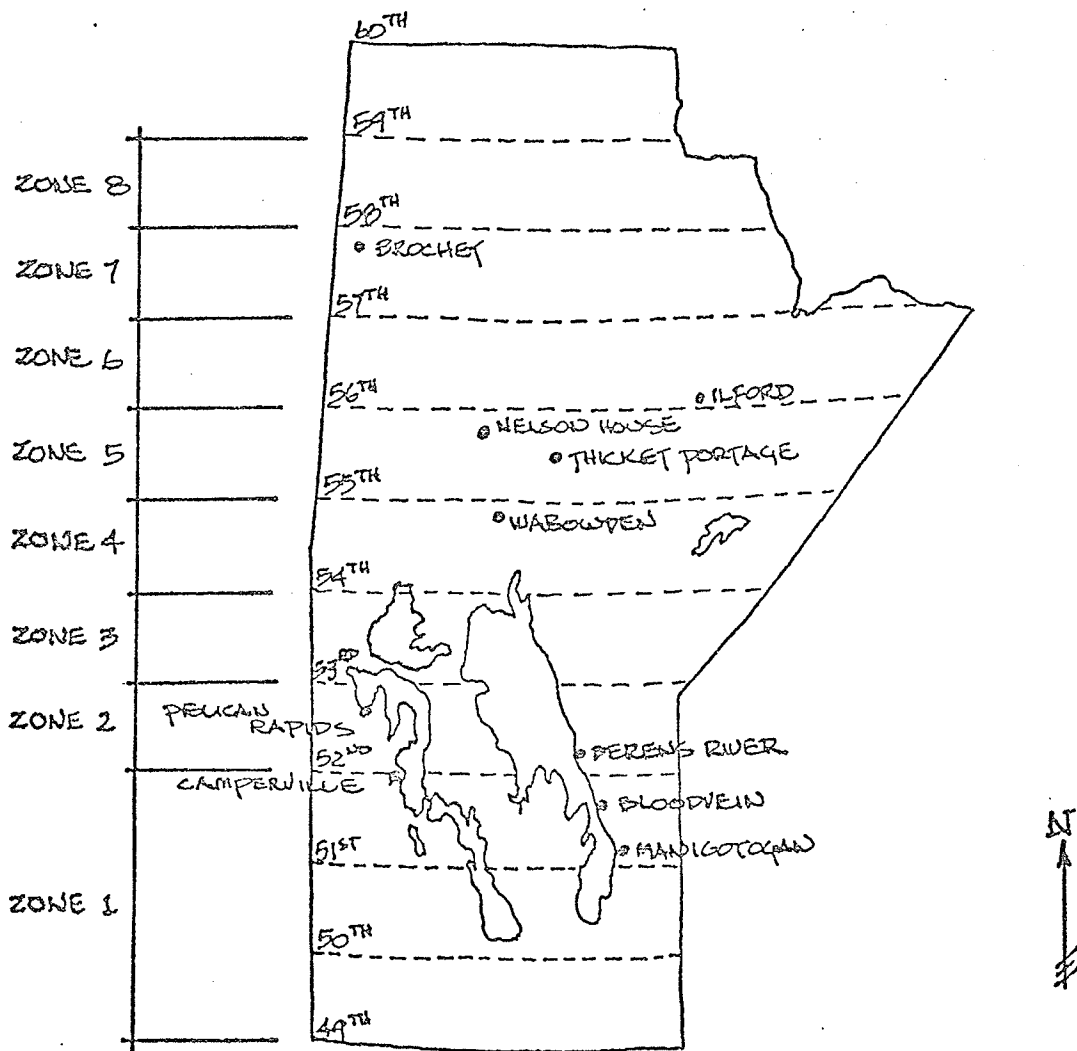 60TH
59TH
ZONE 8
58TH
BROCHET
ZONE 7
57TH
ZONE 6
56TH
ILFORD
NELSON HOUSE
ZONE 5
THICKET PORTAGE
55TH
WABOWDEN
ZONE 4
54TH
ZONE 3
53RD
PELICAN
RAPIDS
ZONE 2
52ND
BERENS RIVER
CAMPERVILLE
BLOODVEIN
N
51ST
MANIGOTOGAN
ZONE 1
50TH
49TH